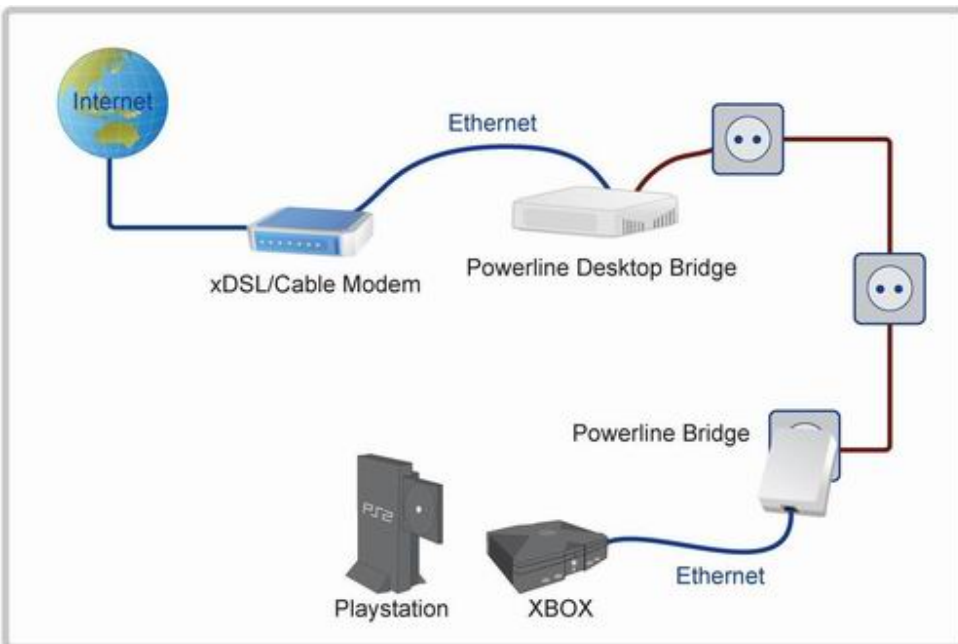 Internet
Ethernet
xDSL/Cable Modem
Powerline Desktop Bridge
Powerline Bridge
PS2
Ethernet
Playstation
XBOX